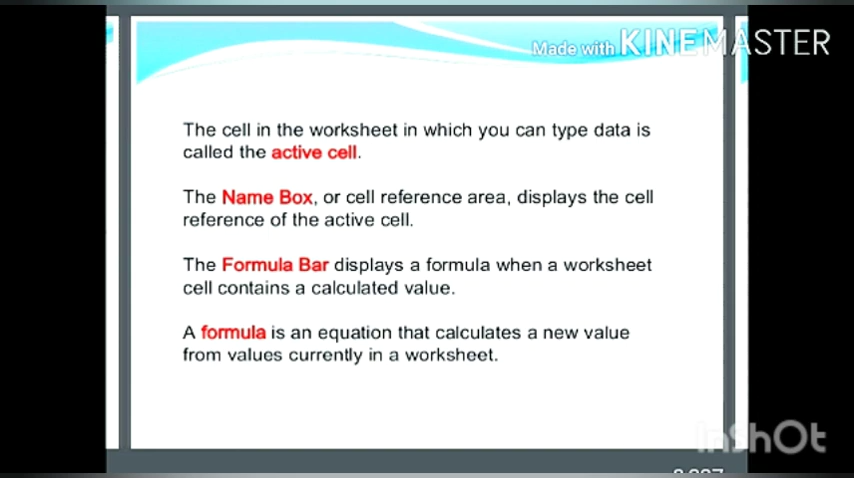 Made with KINEMASTER
The cell in the worksheet in which you can type data is
called the active cell.
The Name Box, or cell reference area, displays the cell
reference of the active cell.
The Formula Bar displays a formula when a worksheet
cell contains a calculated value.
A formula is an equation that calculates a new value
from values currently in a worksheet.
InShOt